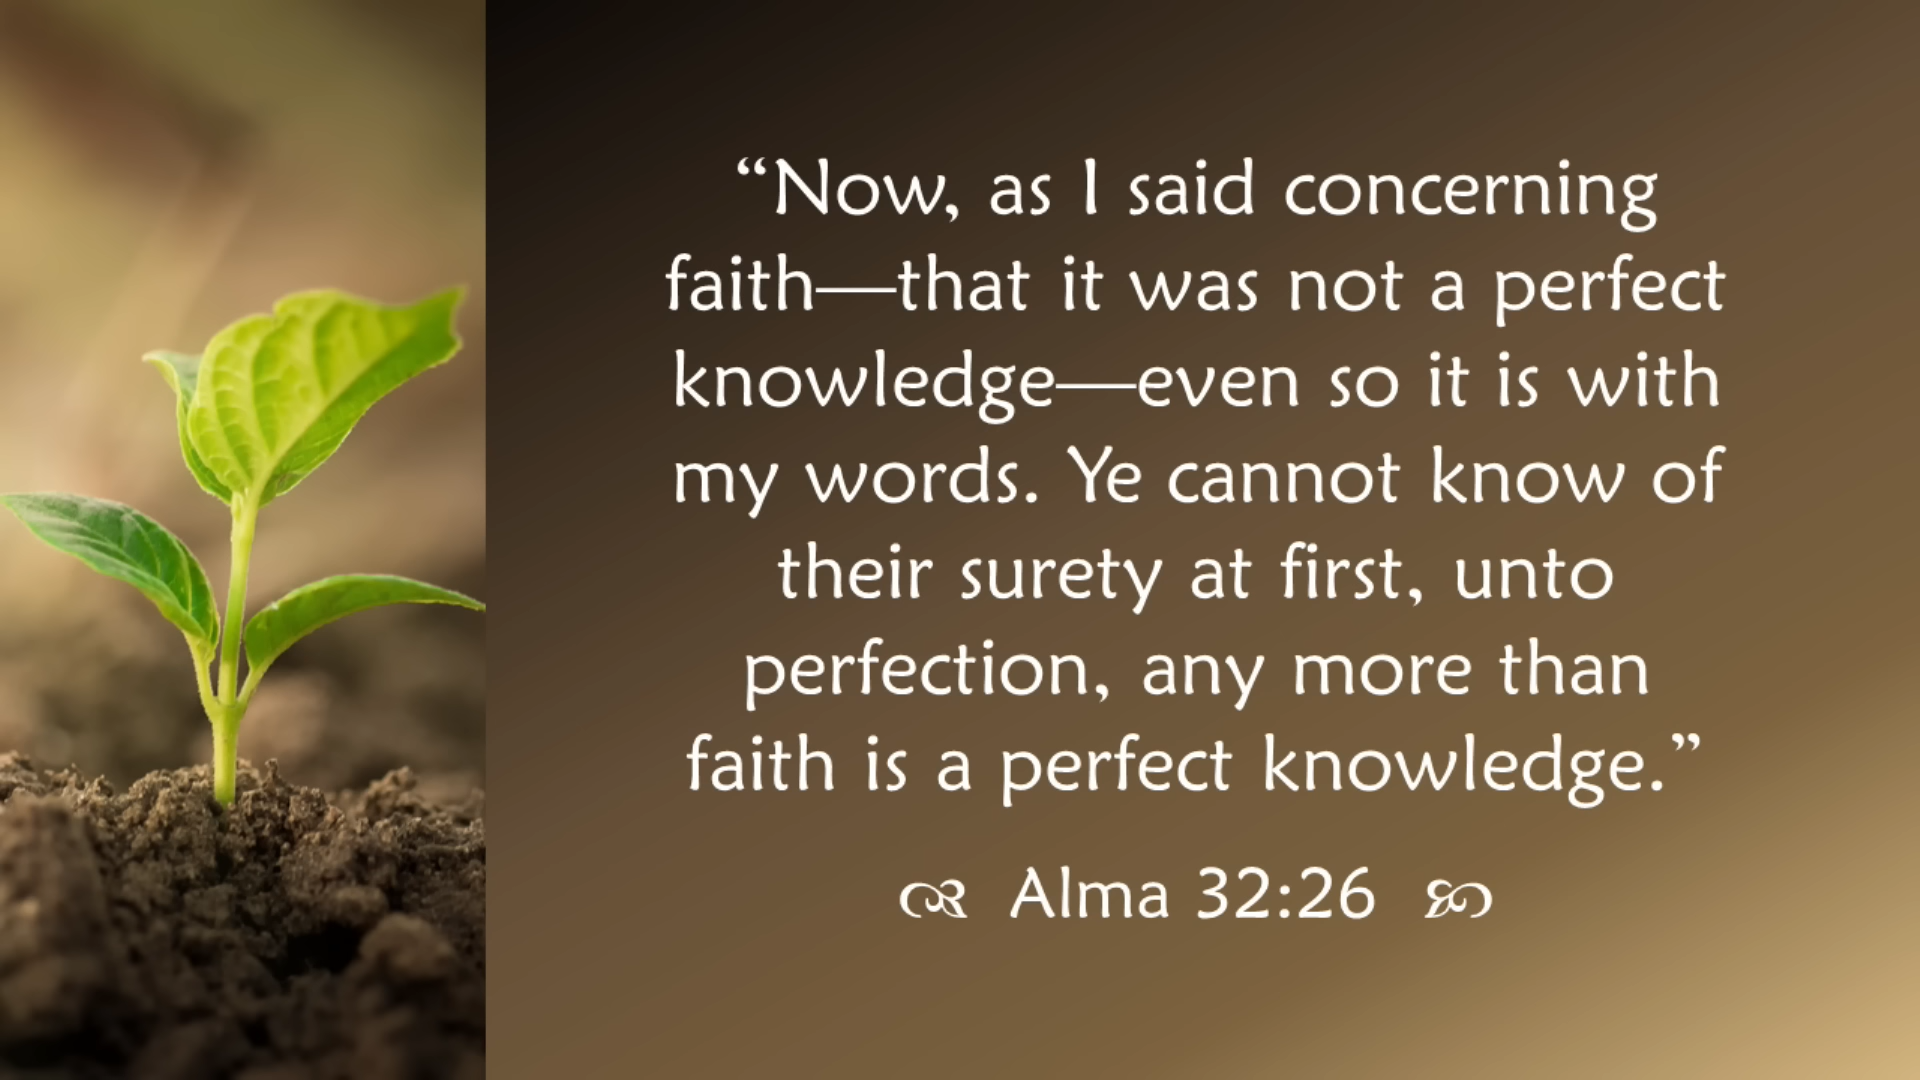 “Now, as I said concerning
faith—that it was not a perfect
knowledge—even so it is with
my words. Ye cannot know of
their surety at first, unto
perfection, any more than
faith is a perfect knowledge.”
Alma 32:26